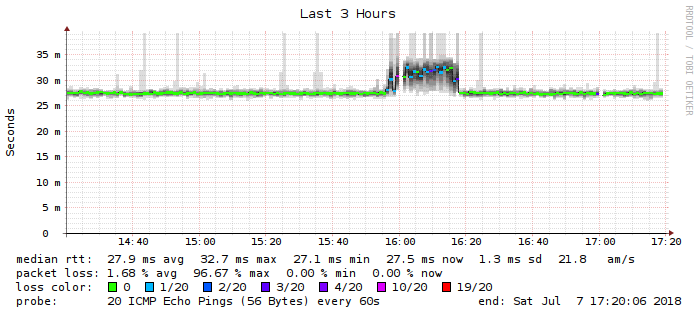 Last 3 Hours
RRDTOOL / TOBI OETIKER
Seconds
35 m
30 m
25 m
20 m
15 m
10 m
5 m
0
14:40 15:00 15:20 15:40 16:00 16:20 16:40 17:00 17:20
median rtt: 27.9 ms avg 32.7 ms max 27.1 ms min 27.5 ms now 1.3 ms sd 21.8 am/s
packet loss: 1.68 % avg 96.67 % max 0.00 % min 0.00 % now
loss color: 0 1/20 2/20 3/20 4/20 10/20 19/20
probe: 20 ICMP Echo Pings (56 Bytes) every 60s end: Sat Jul 7 17:20:06 2018